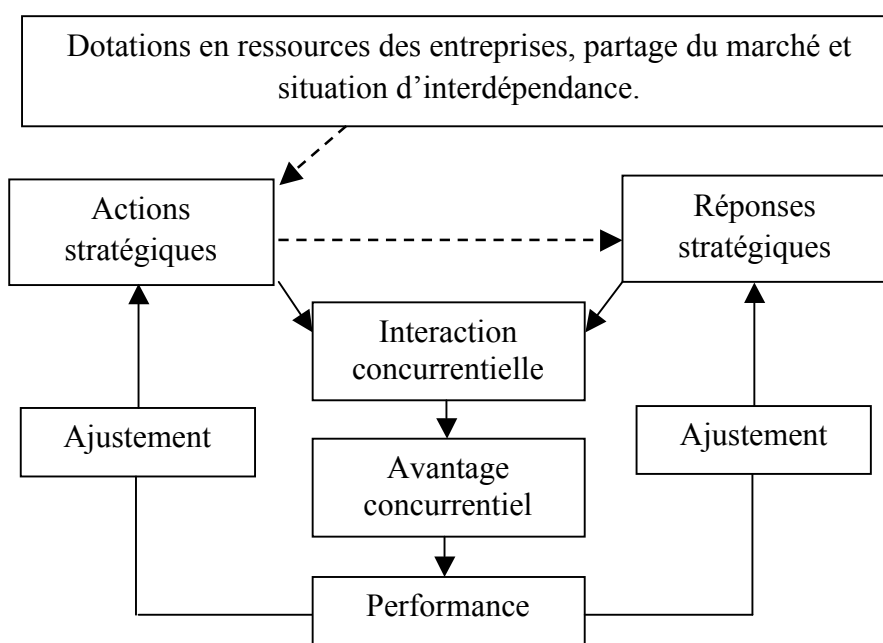 Dotations en ressources des entreprises, partage du marché et
situation d’interdépendance.
Actions
stratégiques
Réponses
stratégiques
Interaction
concurrentielle
Ajustement
Ajustement
Avantage
concurrentiel
Performance